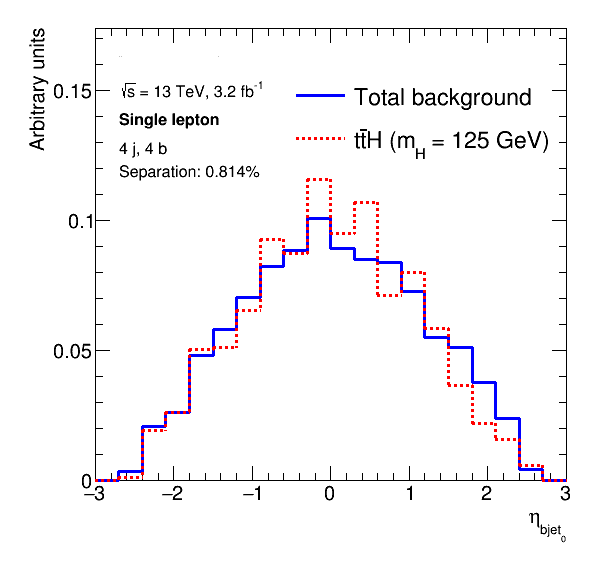 Arbitrary units
√s = 13 TeV, 3.2 fb⁻¹
Single lepton
4 j, 4 b
Separation: 0.814%
Total background
tt̄H (m_H = 125 GeV)
0.15
0.1
0.05
0
−3 −2 −1 0 1 2 3
η_bjet₀